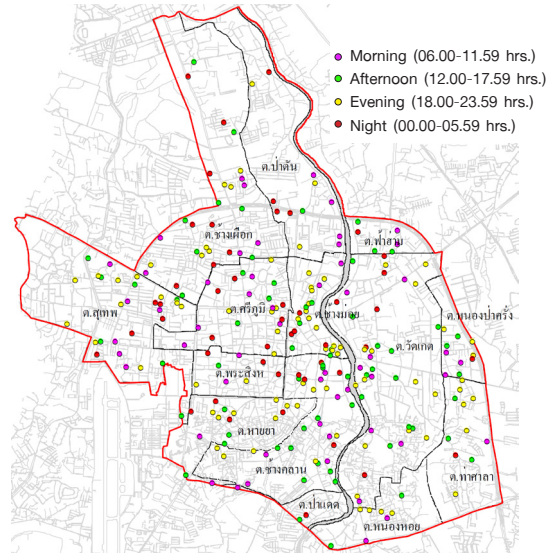 Morning (06.00-11.59 hrs.)
Afternoon (12.00-17.59 hrs.)
Evening (18.00-23.59 hrs.)
Night (00.00-05.59 hrs.)
ต.ป่าตัน
ต.ช้างเผือก
ต.ฟ้าฮ่าม
ต.สุเทพ
ต.ศรีภูมิ
ต.ช้างม่อย
ต.หนองป่าครั่ง
ต.วัดเกต
ต.พระสิงห์
ต.หายยา
ต.ช้างคลาน
ต.ท่าศาลา
ต.ป่าแดด
ต.หนองหอย